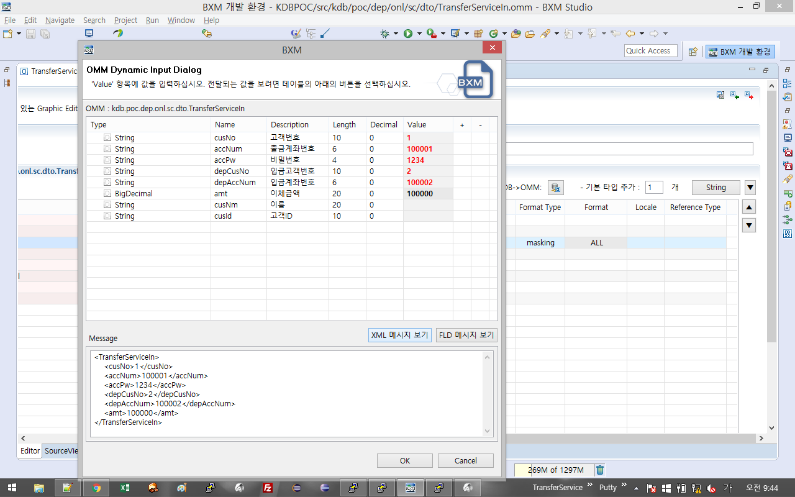 BXM 개발 환경 - KDBPOC/src/kdb/poc/dep/onl/sc/dto/TransferServiceIn.omm - BXM Studio
File Edit Navigate Search Project Run Window Help
Quick Access
BXM 개발 환경
TransferServic
BXM
OMM Dynamic Input Dialog
'Value' 항목에 값을 입력하십시오. 전달되는 값을 보려면 테이블의 아래의 버튼을 선택하십시오.
BXM
있는 Graphic Edit
OMM : kdb.poc.dep.onl.sc.dto.TransferServiceIn
Type Name Description Length Decimal Value + -
String cusNo 고객번호 10 0 1
String accNum 출금계좌번호 6 0 100001
String accPw 비밀번호 4 0 1234
String depCusNo 입금고객번호 10 0 2
String depAccNum 입금계좌번호 6 0 100002
BigDecimal amt 이체금액 20 0 100000
String cusNm 이름 20 0
String cusId 고객ID 10 0
.onl.sc.dto.Transf
DB->OMM:
- 기본 타입 추가 : 1 개 String
Format Type Format Locale Reference Type
masking ALL
Message
XML 메시지 보기
FLD 메시지 보기
<TransferServiceIn>
<cusNo>1</cusNo>
<accNum>100001</accNum>
<accPw>1234</accPw>
<depCusNo>2</depCusNo>
<depAccNum>100002</depAccNum>
<amt>100000</amt>
</TransferServiceIn>
OK Cancel
Editor SourceVie
269M of 1297M
TransferService Putty 가 오전 9:44